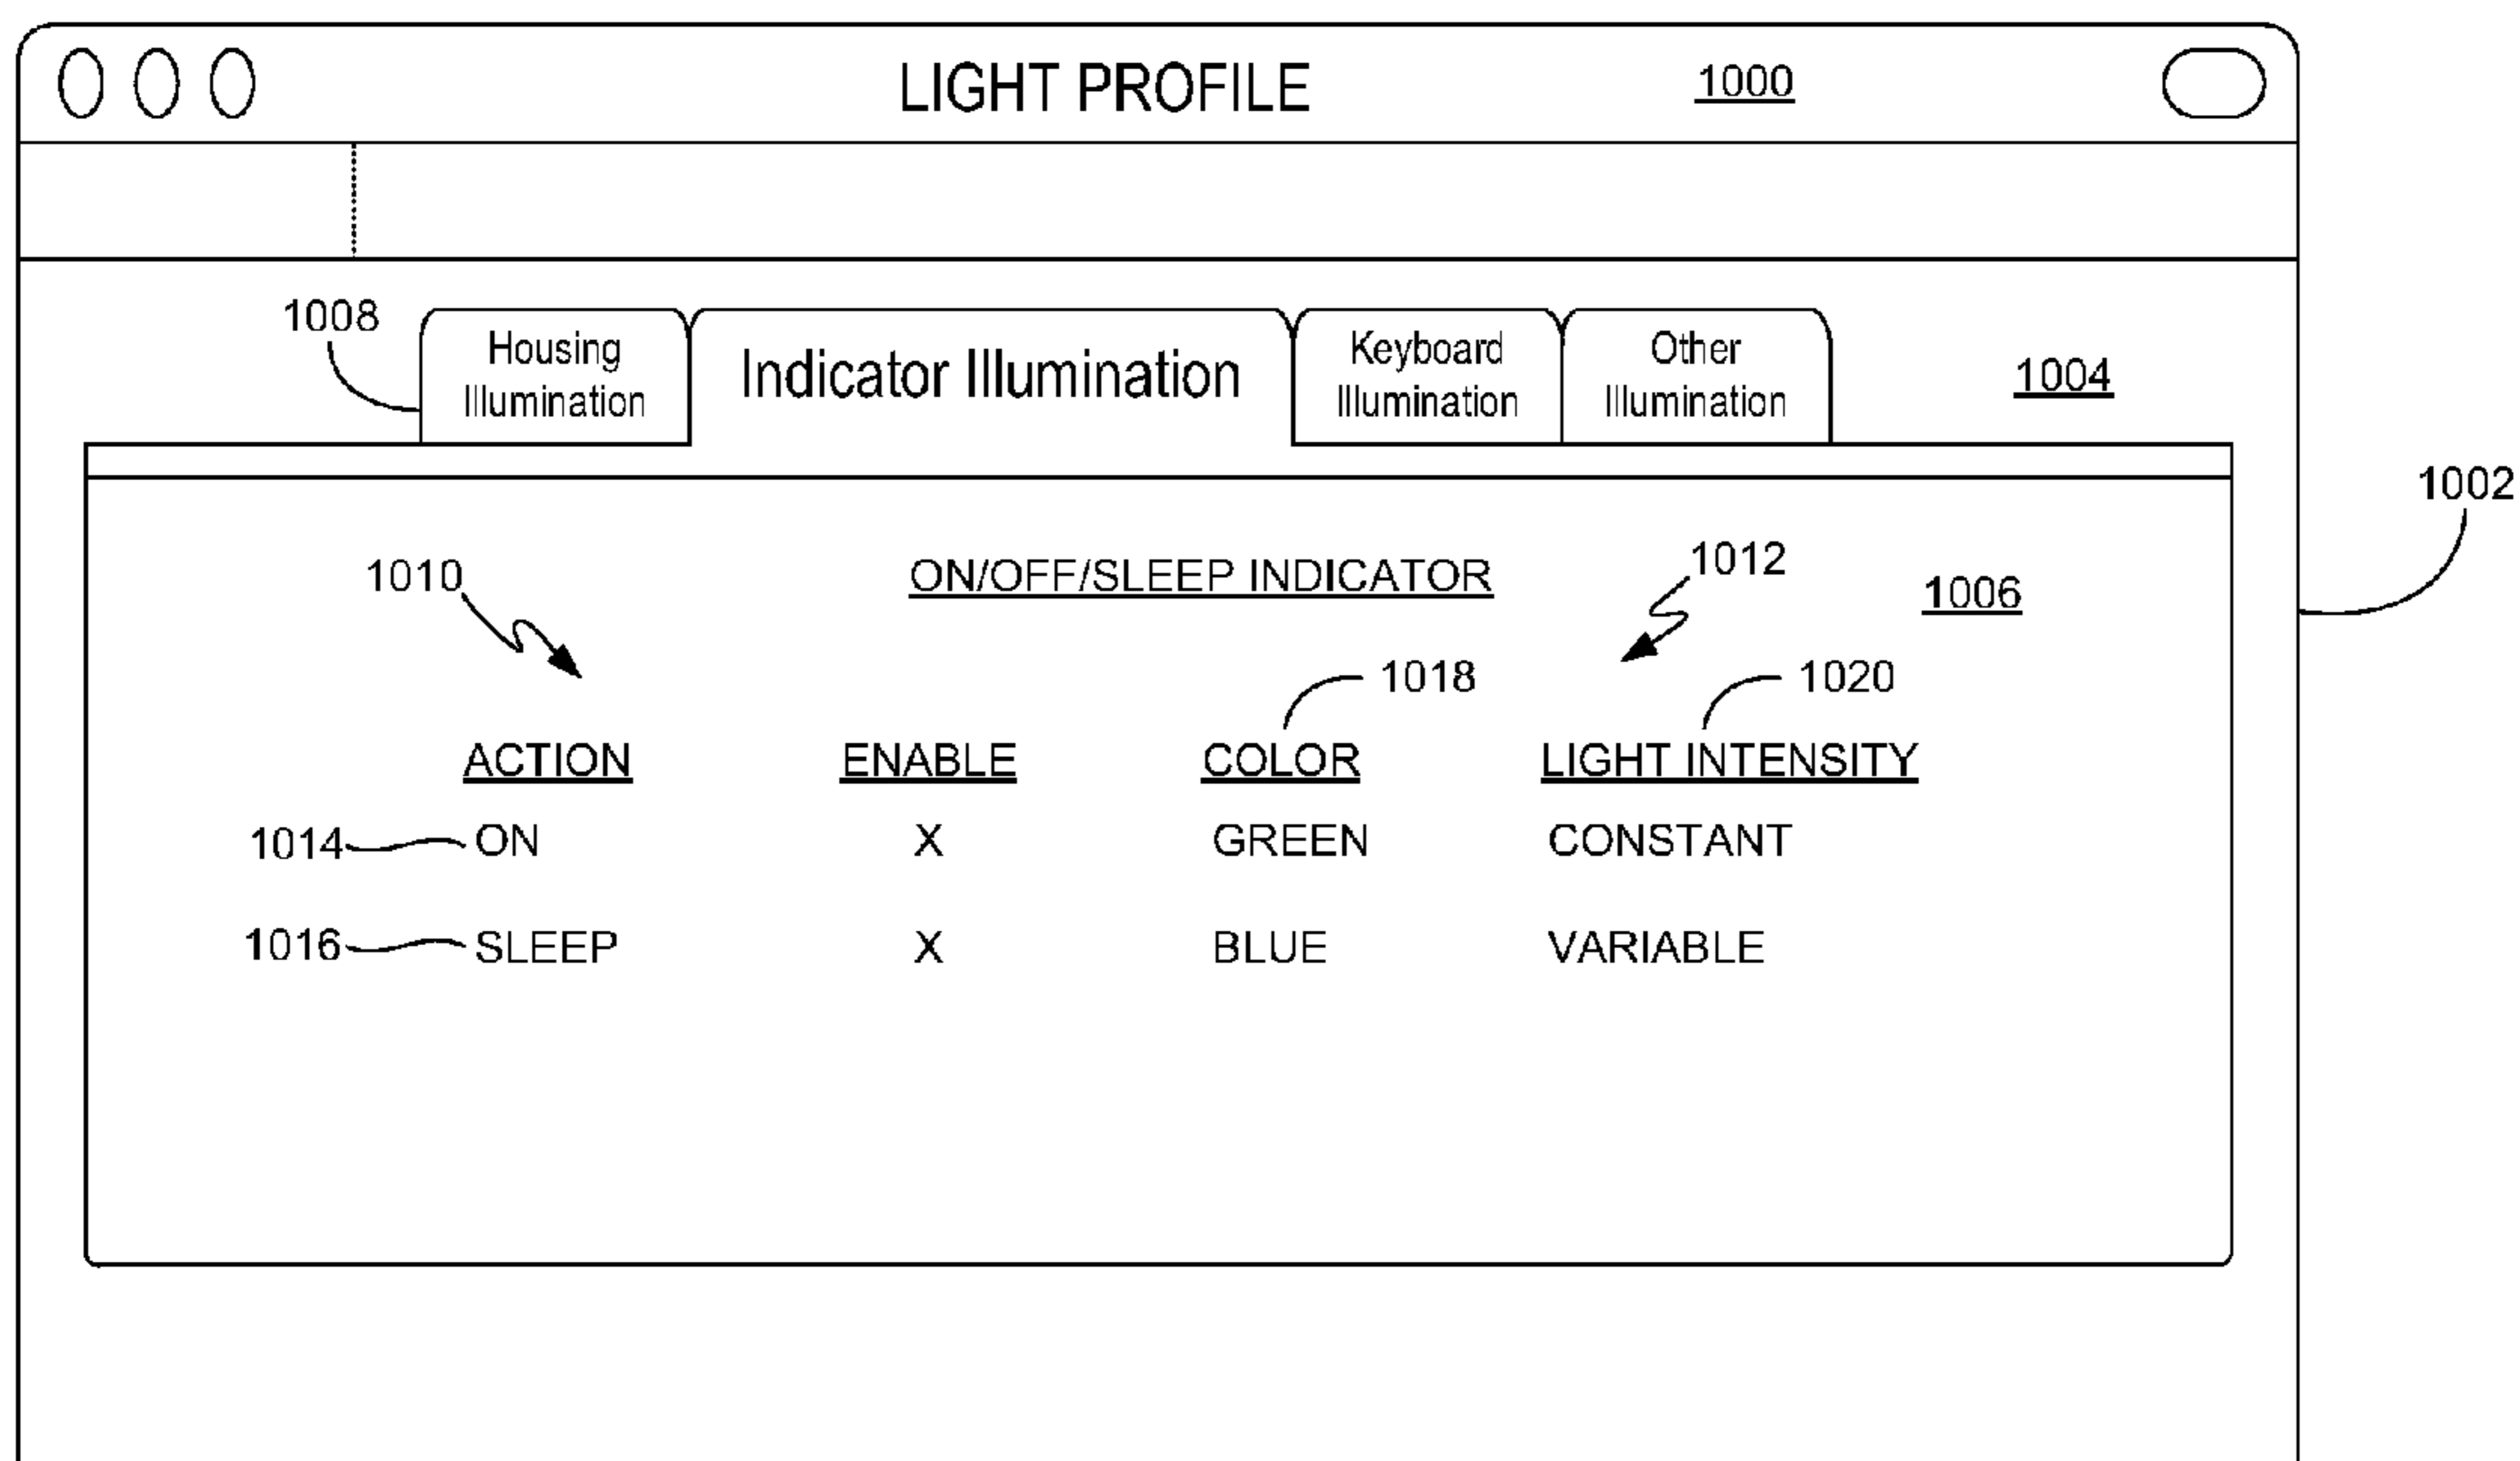 LIGHT PROFILE 1000
1008
Housing
Illumination
Indicator Illumination
Keyboard
Illumination
Other
Illumination
1004
1002
1010
ON/OFF/SLEEP INDICATOR
1012
1006
1018
1020
ACTION ENABLE COLOR LIGHT INTENSITY
1014 ON X GREEN CONSTANT
1016 SLEEP X BLUE VARIABLE